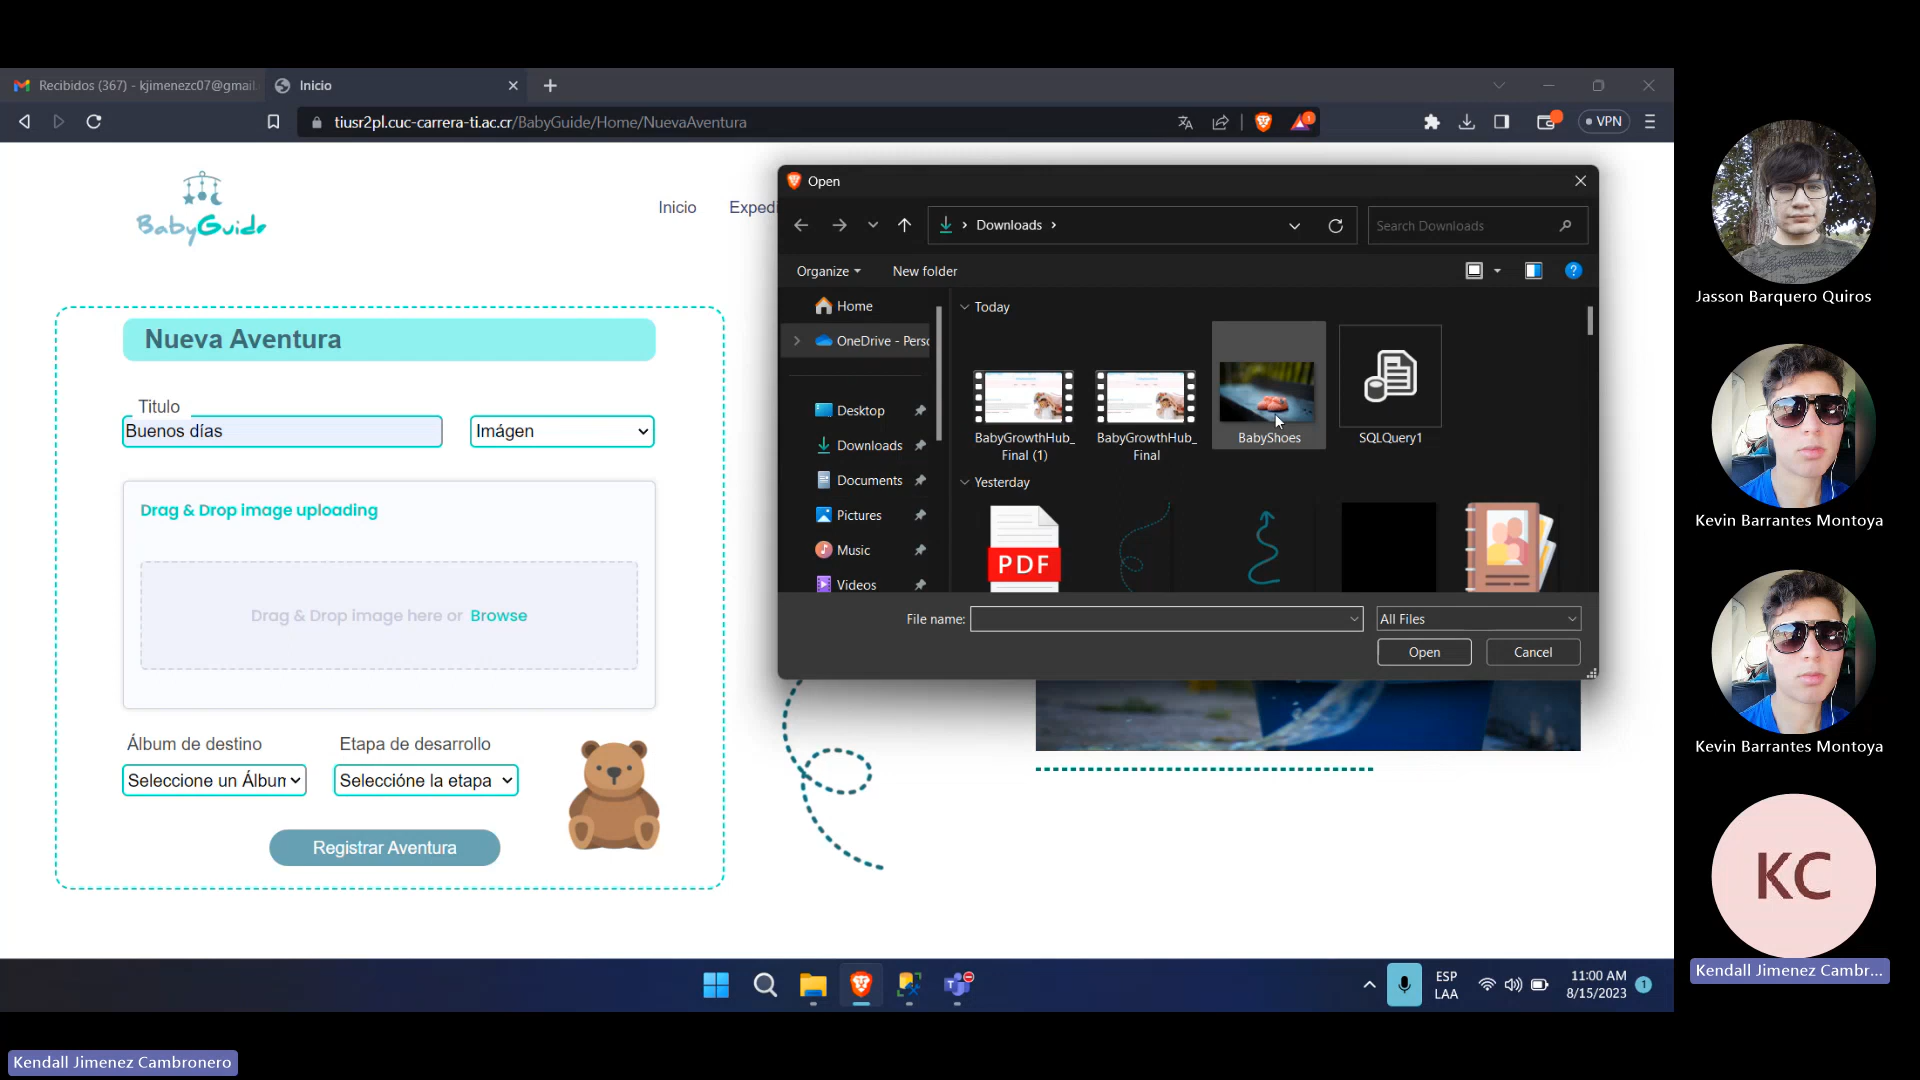 Recibidos (367) - kjimenezc07@gmail
Inicio
tiusr2pl.cuc-carrera-ti.ac.cr/BabyGuide/Home/NuevaAventura
1
VPN
BabyGuide
Inicio
Expedi
Nueva Aventura
Titulo
Buenos días
Imágen
Drag & Drop image uploading
Drag & Drop image here or Browse
Álbum de destino
Etapa de desarrollo
Seleccione un Álbum
Seleccióne la etapa
Registrar Aventura
Open
Downloads
Search Downloads
Organize
New folder
?
Home
OneDrive - Perso
Desktop
Downloads
Documents
Pictures
Music
Videos
Today
BabyGrowthHub_
Final (1)
BabyGrowthHub_
Final
BabyShoes
SQLQuery1
Yesterday
PDF
File name:
All Files
Open
Cancel
ESP
LAA
11:00 AM
8/15/2023
1
Jasson Barquero Quiros
Kevin Barrantes Montoya
Kevin Barrantes Montoya
KC
Kendall Jimenez Cambr...
Kendall Jimenez Cambronero